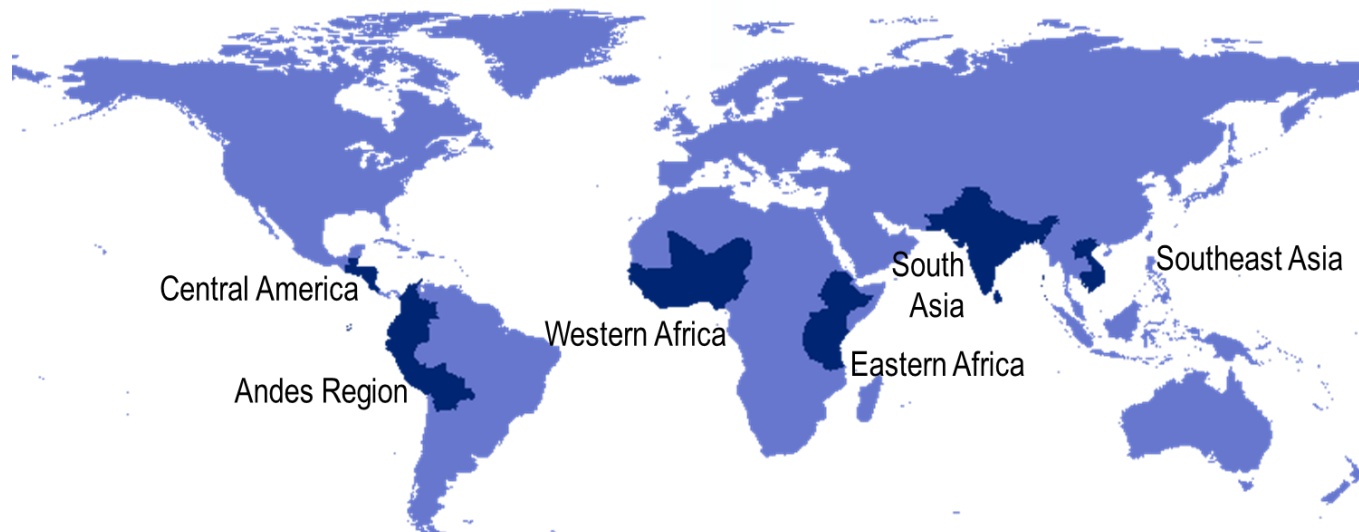 Southeast Asia
South
Asia
Central America
Western Africa
Eastern Africa
Andes Region